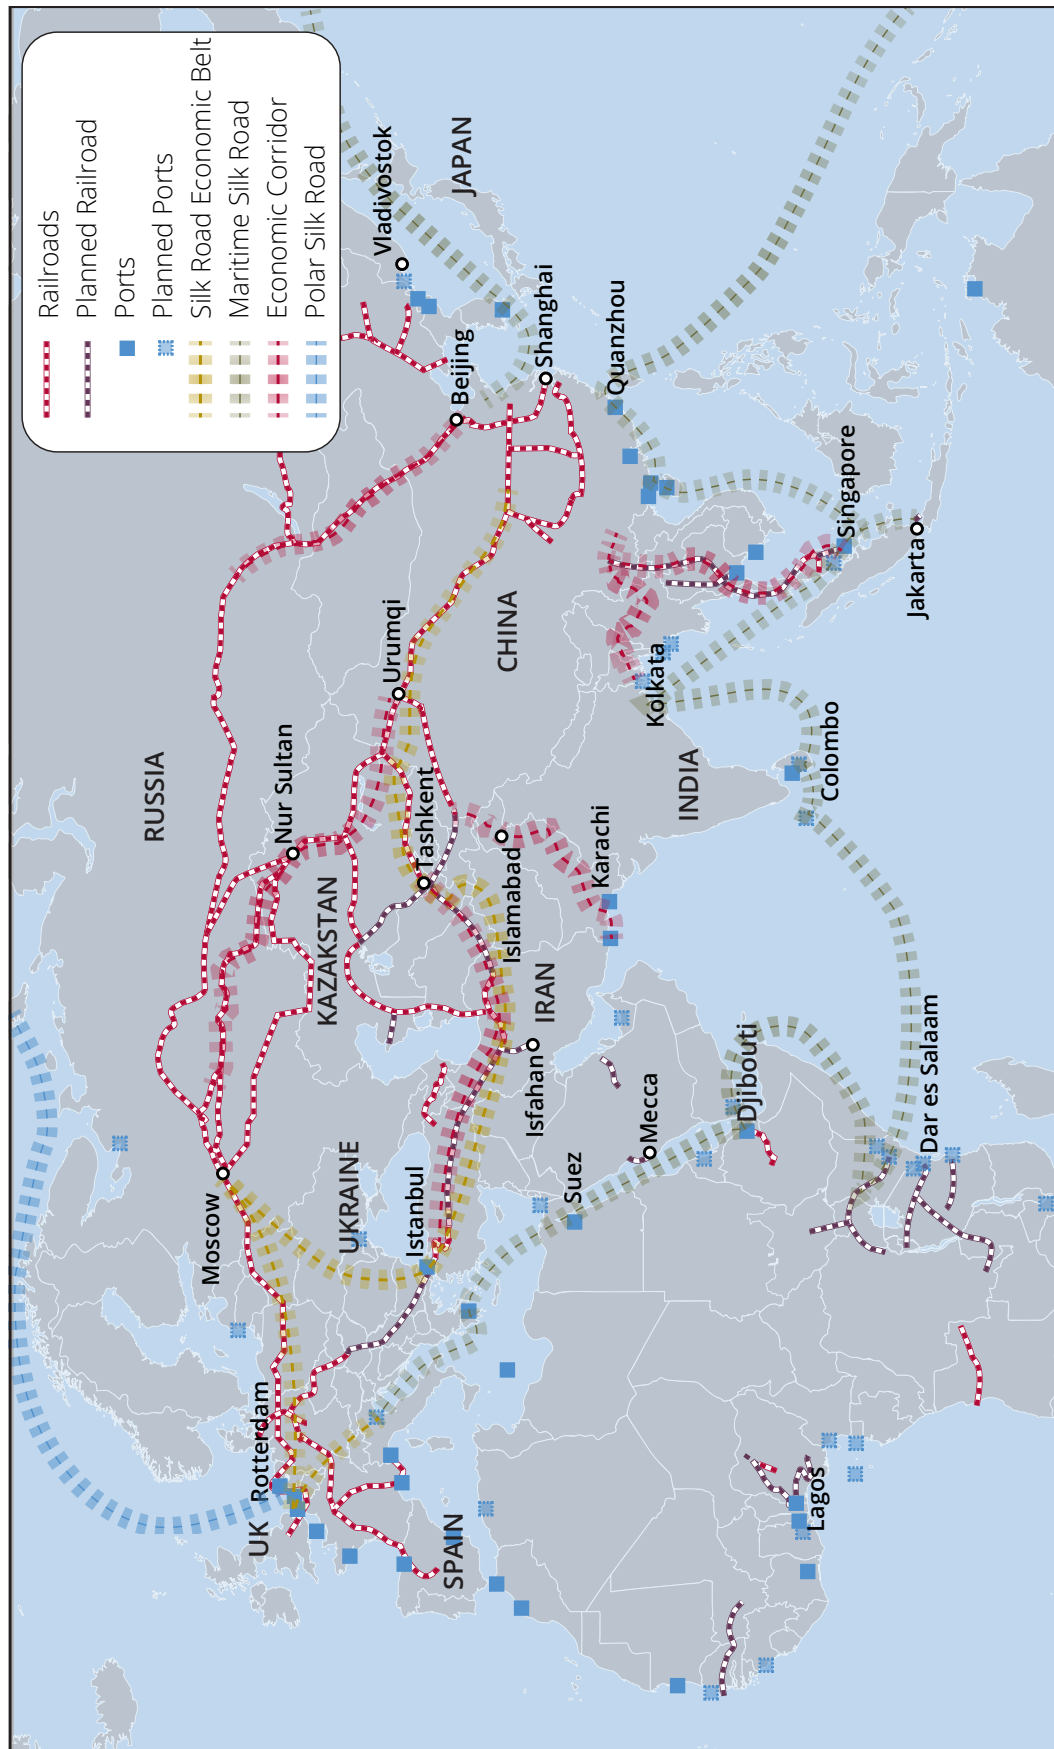 Railroads
Planned Railroad
Ports
Planned Ports
Silk Road Economic Belt
Maritime Silk Road
Economic Corridor
Polar Silk Road
RUSSIA
Moscow
Nur Sultan
UK
Rotterdam
UKRAINE
KAZAKSTAN
Urumqi
Vladivostok
Istanbul
Tashkent
Beijing
JAPAN
SPAIN
Islamabad
CHINA
Isfahan
IRAN
Shanghai
Suez
Karachi
Quanzhou
Mecca
Kolkata
INDIA
Djibouti
Lagos
Colombo
Singapore
Dar es Salaam
Jakarta